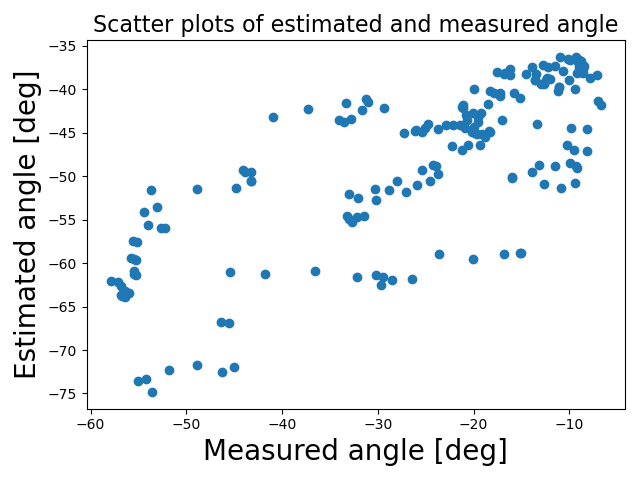 Scatter plots of estimated and measured angle
Estimated angle [deg]
−35
−40
−45
−50
−55
−60
−65
−70
−75
−60 −50 −40 −30 −20 −10
Measured angle [deg]